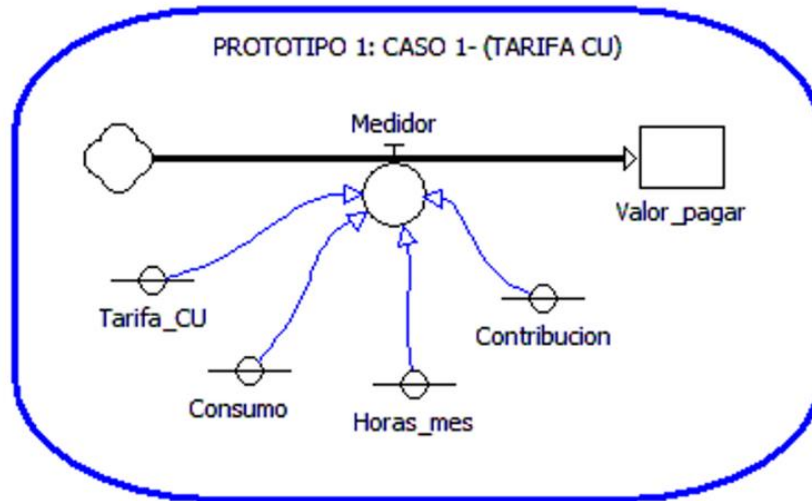 PROTOTIPO 1: CASO 1- (TARIFA CU)
Medidor
Valor_pagar
Tarifa_CU
Contribucion
Consumo
Horas_mes